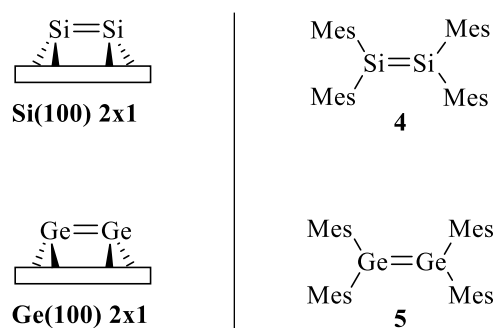 Si=Si
Si(100) 2x1
Mes Mes
Si=Si
Mes Mes
4
Ge=Ge
Ge(100) 2x1
Mes Mes
Ge=Ge
Mes Mes
5